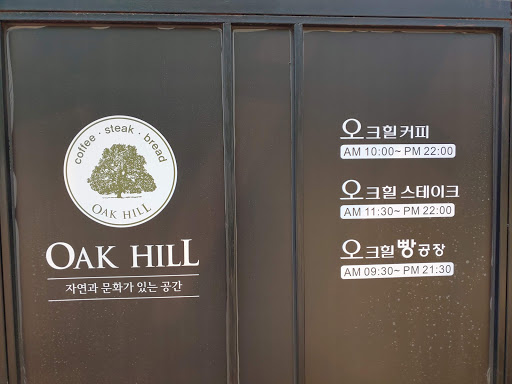 coffee . steak . bread
OAK HILL
OAK HILL
자연과 문화가 있는 공간
오크힐커피
AM 10:00~ PM 22:00
오크힐 스테이크
AM 11:30~ PM 22:00
오크힐 빵공장
AM 09:30~ PM 21:30